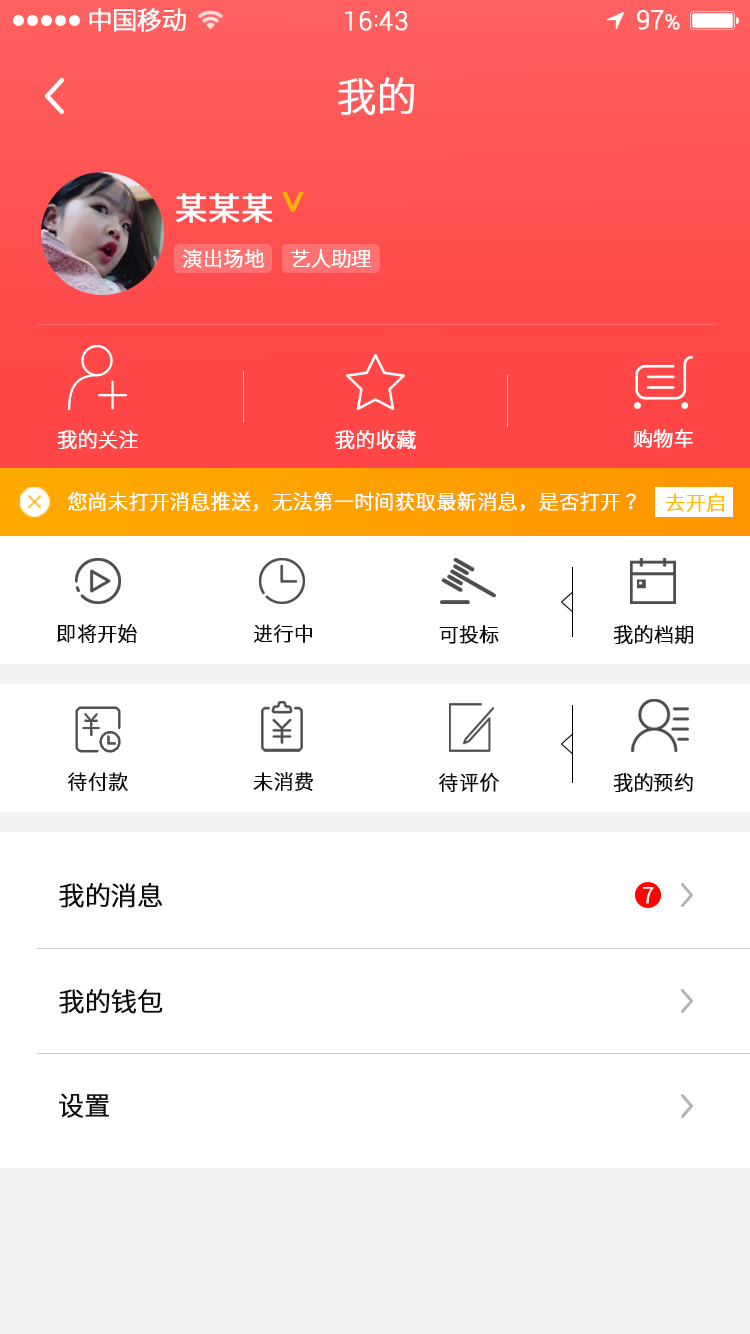 中国移动 16:43 97%
我的
某某某 V
演出场地 艺人助理
我的关注 我的收藏 购物车
您尚未打开消息推送，无法第一时间获取最新消息，是否打开？ 去开启
即将开始 进行中 可投标 我的档期
待付款 未消费 待评价 我的预约
我的消息 7
我的钱包
设置